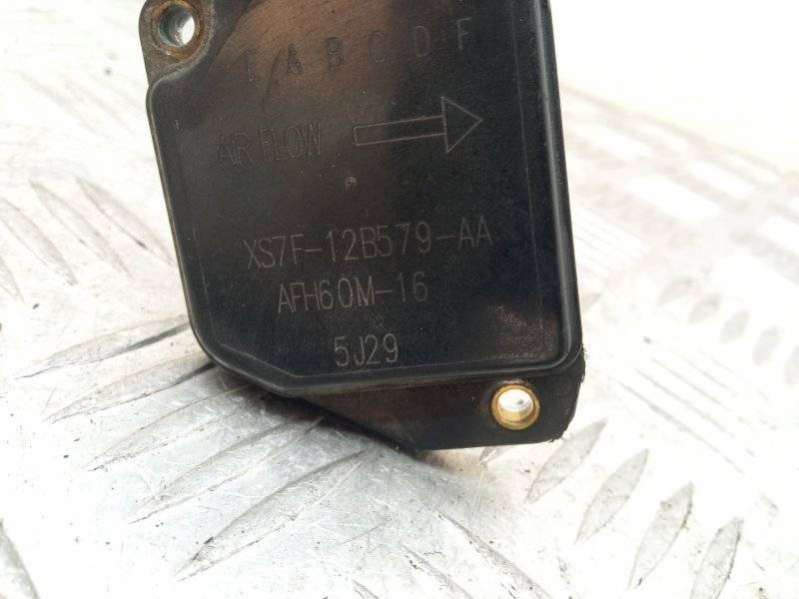 F A B C D F
AIR FLOW
XS7F-12B579-AA
AFH60M-16
5J29